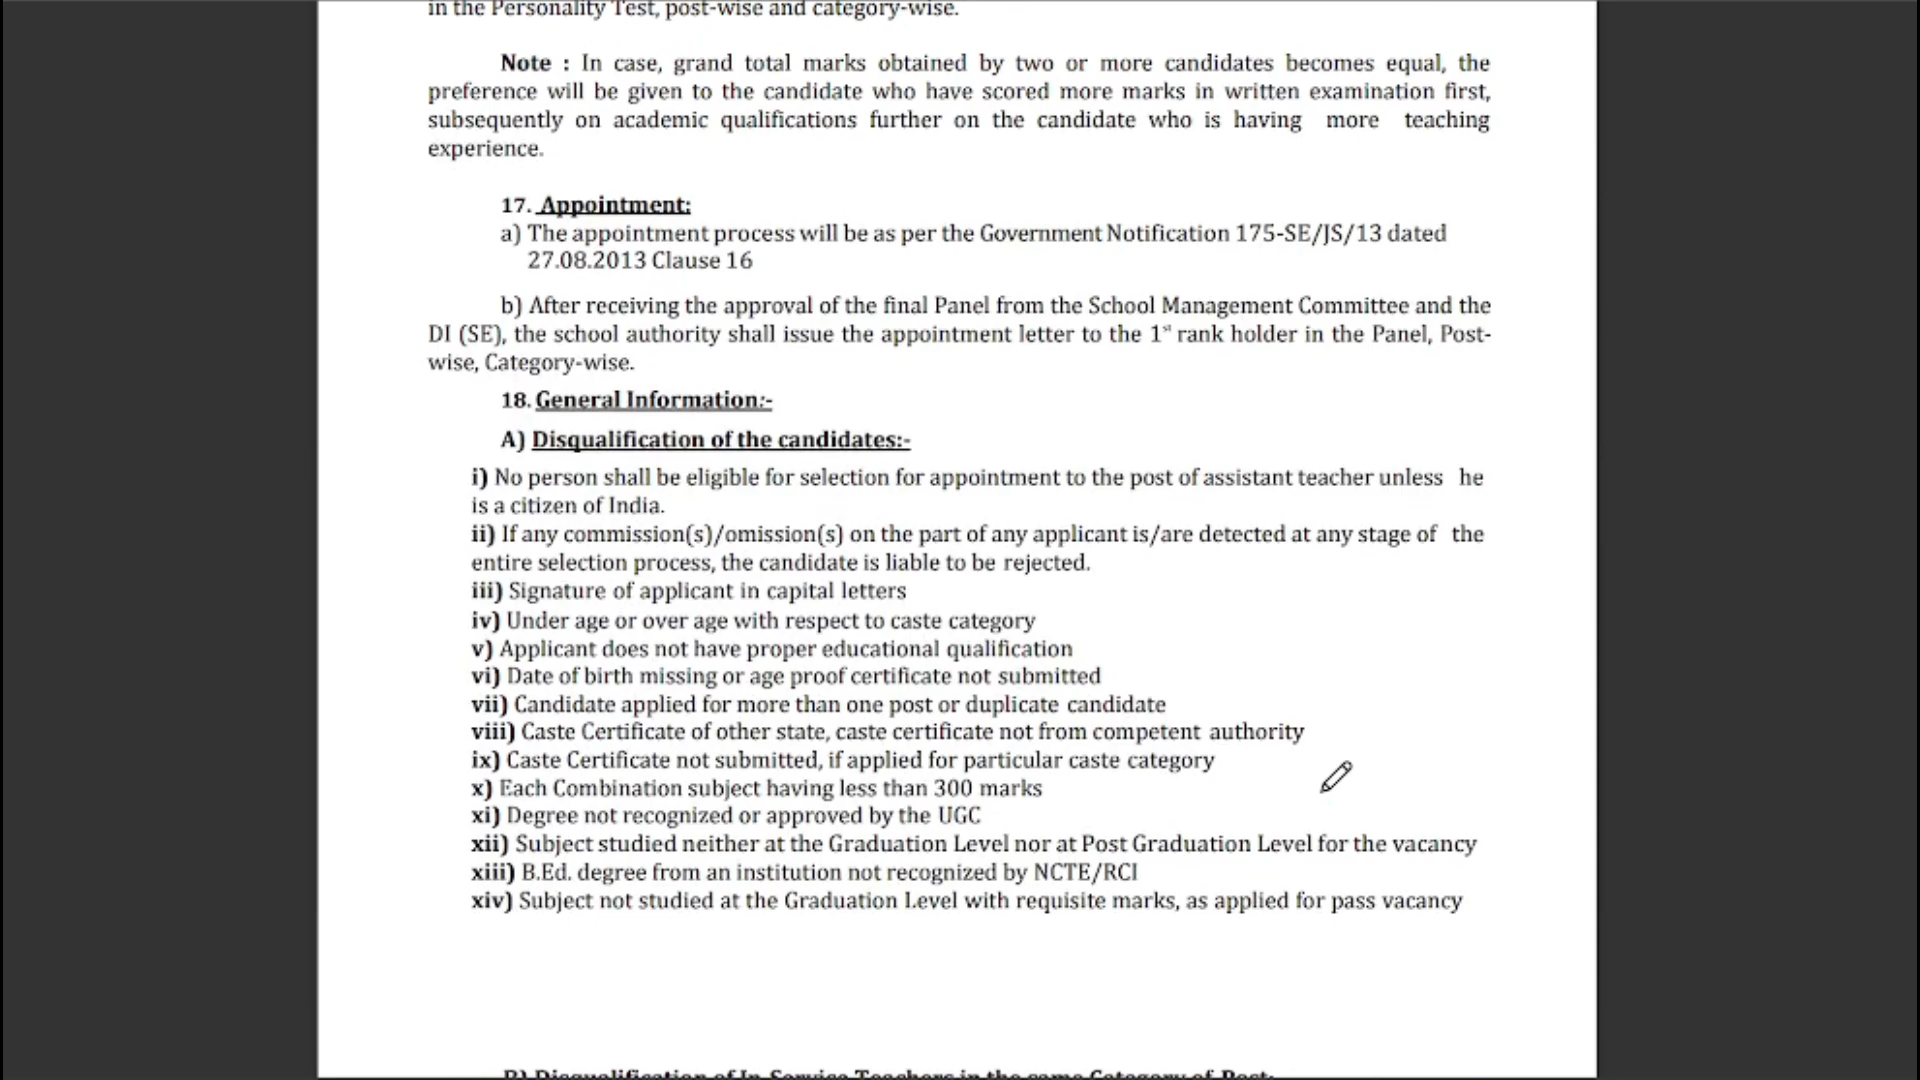 in the Personality Test, post-wise and category-wise.
Note : In case, grand total marks obtained by two or more candidates becomes equal, the
preference will be given to the candidate who have scored more marks in written examination first,
subsequently on academic qualifications further on the candidate who is having more teaching
experience.
17. Appointment:
a) The appointment process will be as per the Government Notification 175-SE/JS/13 dated
27.08.2013 Clause 16
b) After receiving the approval of the final Panel from the School Management Committee and the
DI (SE), the school authority shall issue the appointment letter to the 1st rank holder in the Panel, Post-
wise, Category-wise.
18. General Information:-
A) Disqualification of the candidates:-
i) No person shall be eligible for selection for appointment to the post of assistant teacher unless he
is a citizen of India.
ii) If any commission(s)/omission(s) on the part of any applicant is/are detected at any stage of the
entire selection process, the candidate is liable to be rejected.
iii) Signature of applicant in capital letters
iv) Under age or over age with respect to caste category
v) Applicant does not have proper educational qualification
vi) Date of birth missing or age proof certificate not submitted
vii) Candidate applied for more than one post or duplicate candidate
viii) Caste Certificate of other state, caste certificate not from competent authority
ix) Caste Certificate not submitted, if applied for particular caste category
x) Each Combination subject having less than 300 marks
xi) Degree not recognized or approved by the UGC
xii) Subject studied neither at the Graduation Level nor at Post Graduation Level for the vacancy
xiii) B.Ed. degree from an institution not recognized by NCTE/RCI
xiv) Subject not studied at the Graduation Level with requisite marks, as applied for pass vacancy
B) Disqualification of In-Service Teachers in the same Category of Post: